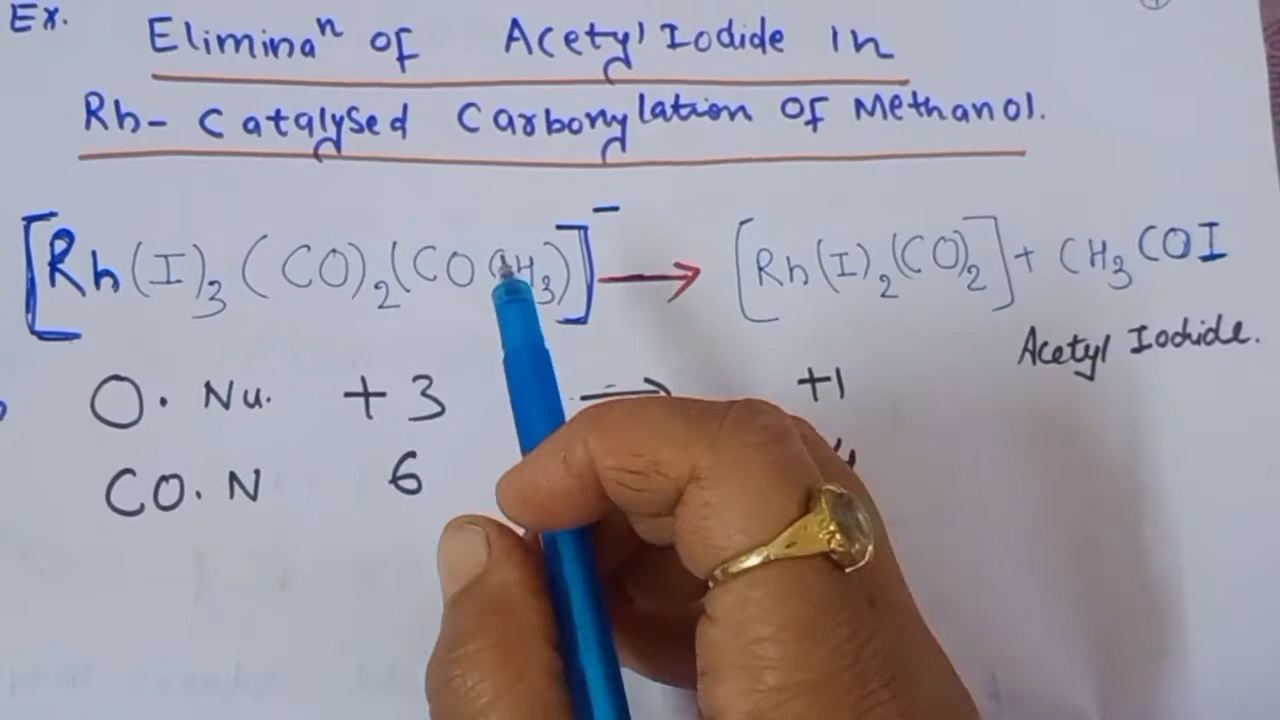 Ex.
Eliminaⁿ of Acetyl Iodide in
Rh- Catalysed Carbonylation Of Methanol.
[Rh(I)₃(CO)₂(COCH₃)]⁻ → [Rh(I)₂(CO)₂] + CH₃COI
Acetyl Iodide.
O. Nu. +3 → +1
CO. N 6